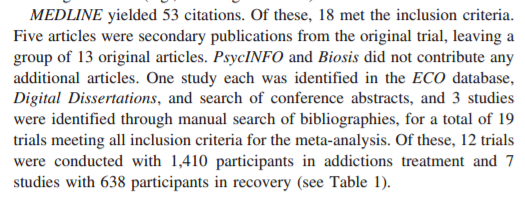 MEDLINE yielded 53 citations. Of these, 18 met the inclusion criteria.
Five articles were secondary publications from the original trial, leaving a
group of 13 original articles. PsycINFO and Biosis did not contribute any
additional articles. One study each was identified in the ECO database,
Digital Dissertations, and search of conference abstracts, and 3 studies
were identified through manual search of bibliographies, for a total of 19
trials meeting all inclusion criteria for the meta-analysis. Of these, 12 trials
were conducted with 1,410 participants in addictions treatment and 7
studies with 638 participants in recovery (see Table 1).